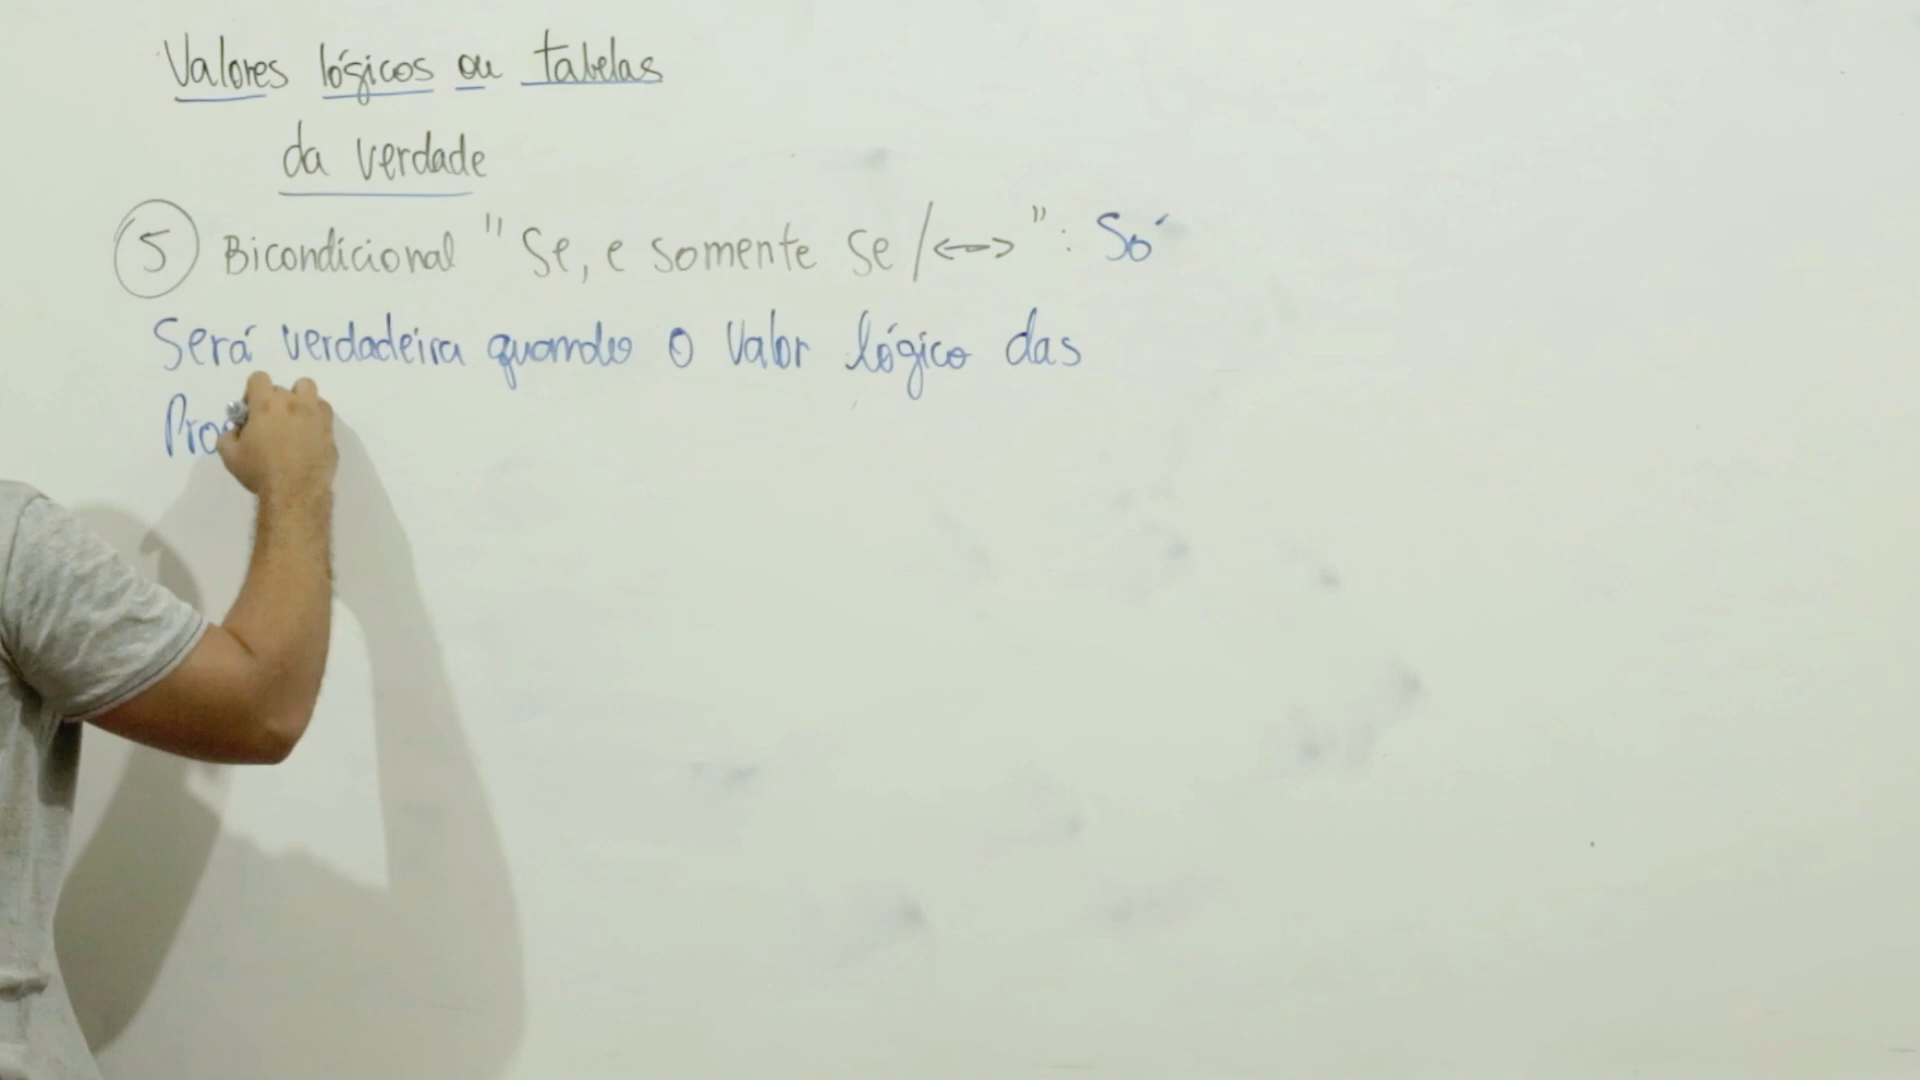 Valores lógicos ou tabelas
da verdade
5 Bicondicional "Se, e somente se / <-->": Só
Será verdadeira quando o valor lógico das